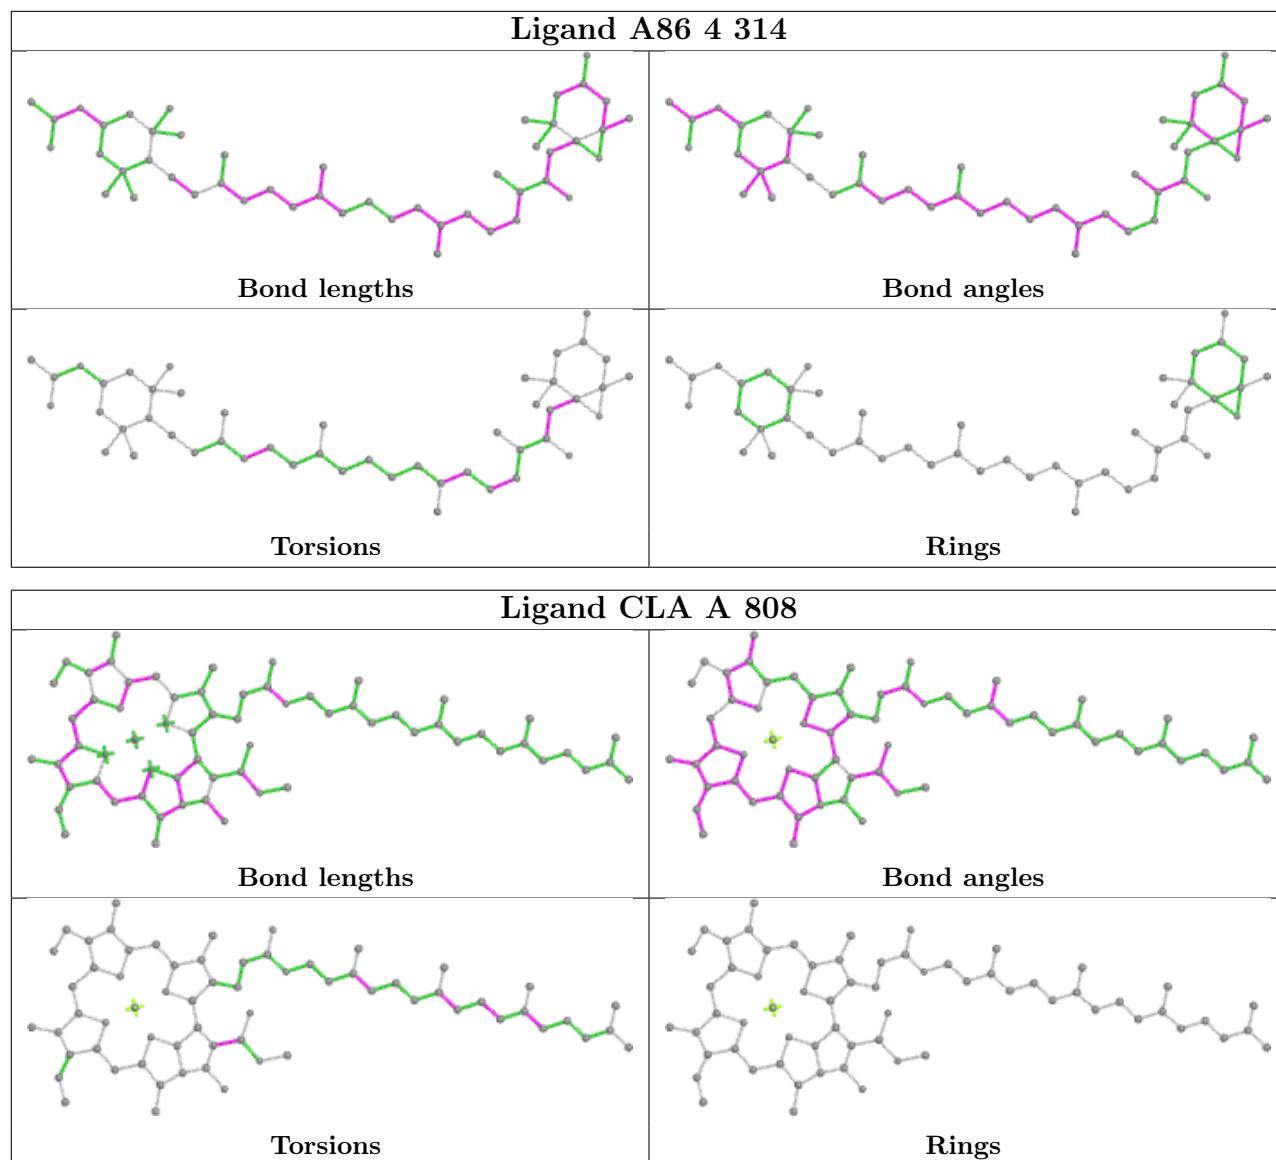 Ligand A86 4 314
Bond lengths
Bond angles
Torsions
Rings
Ligand CLA A 808
Bond lengths
Bond angles
Torsions
Rings